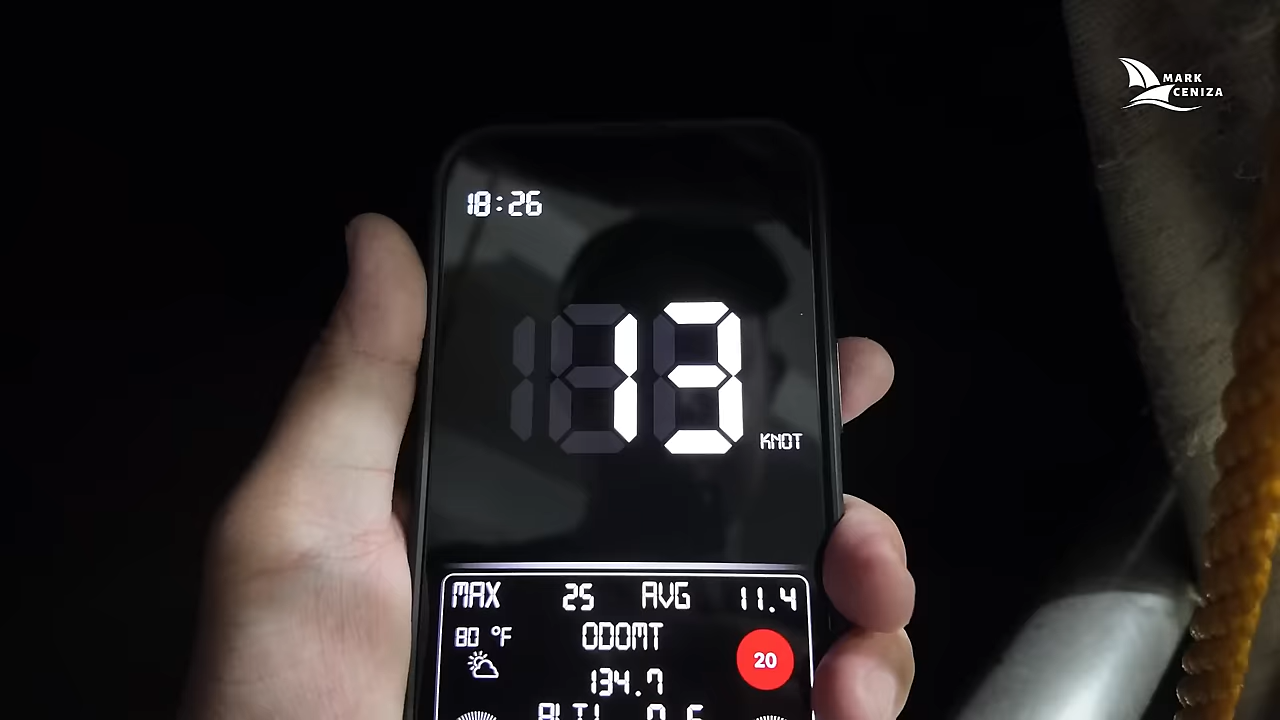 MARK
CENIZA
18:26
13
KNOT
MAX 25 AVG 11.4
80 °F
ODOMT
20
134.7